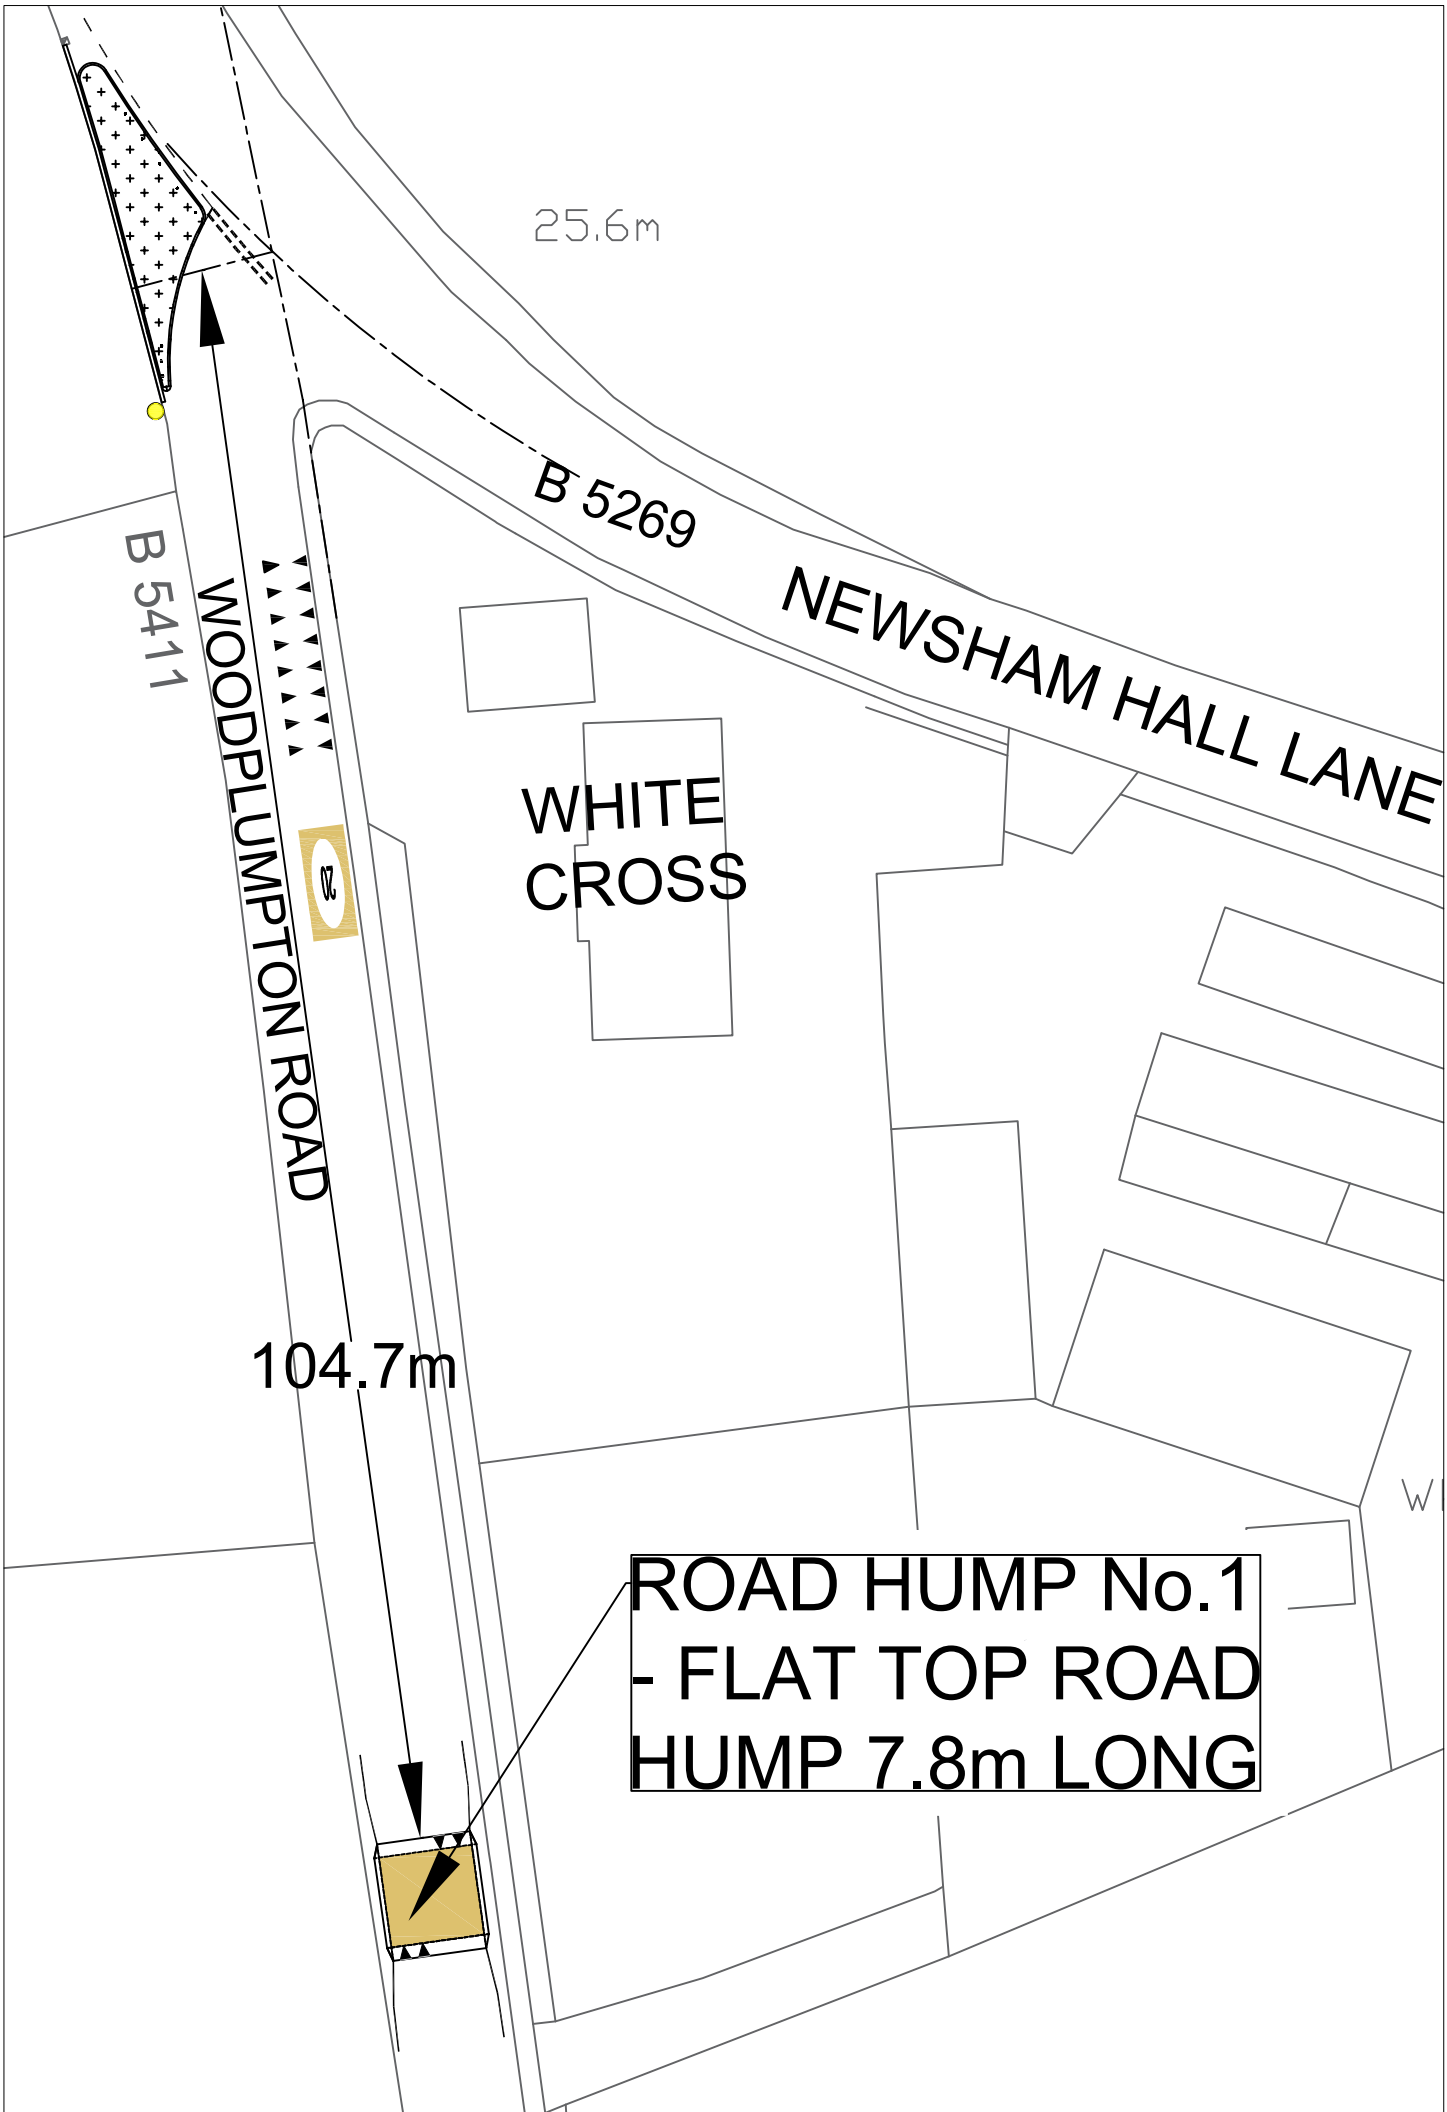 25.6m
B 5269
NEWSHAM HALL LANE
B 5411
WOODPLUMPTON ROAD
WHITE
CROSS
20
104.7m
ROAD HUMP No.1
- FLAT TOP ROAD
HUMP 7.8m LONG